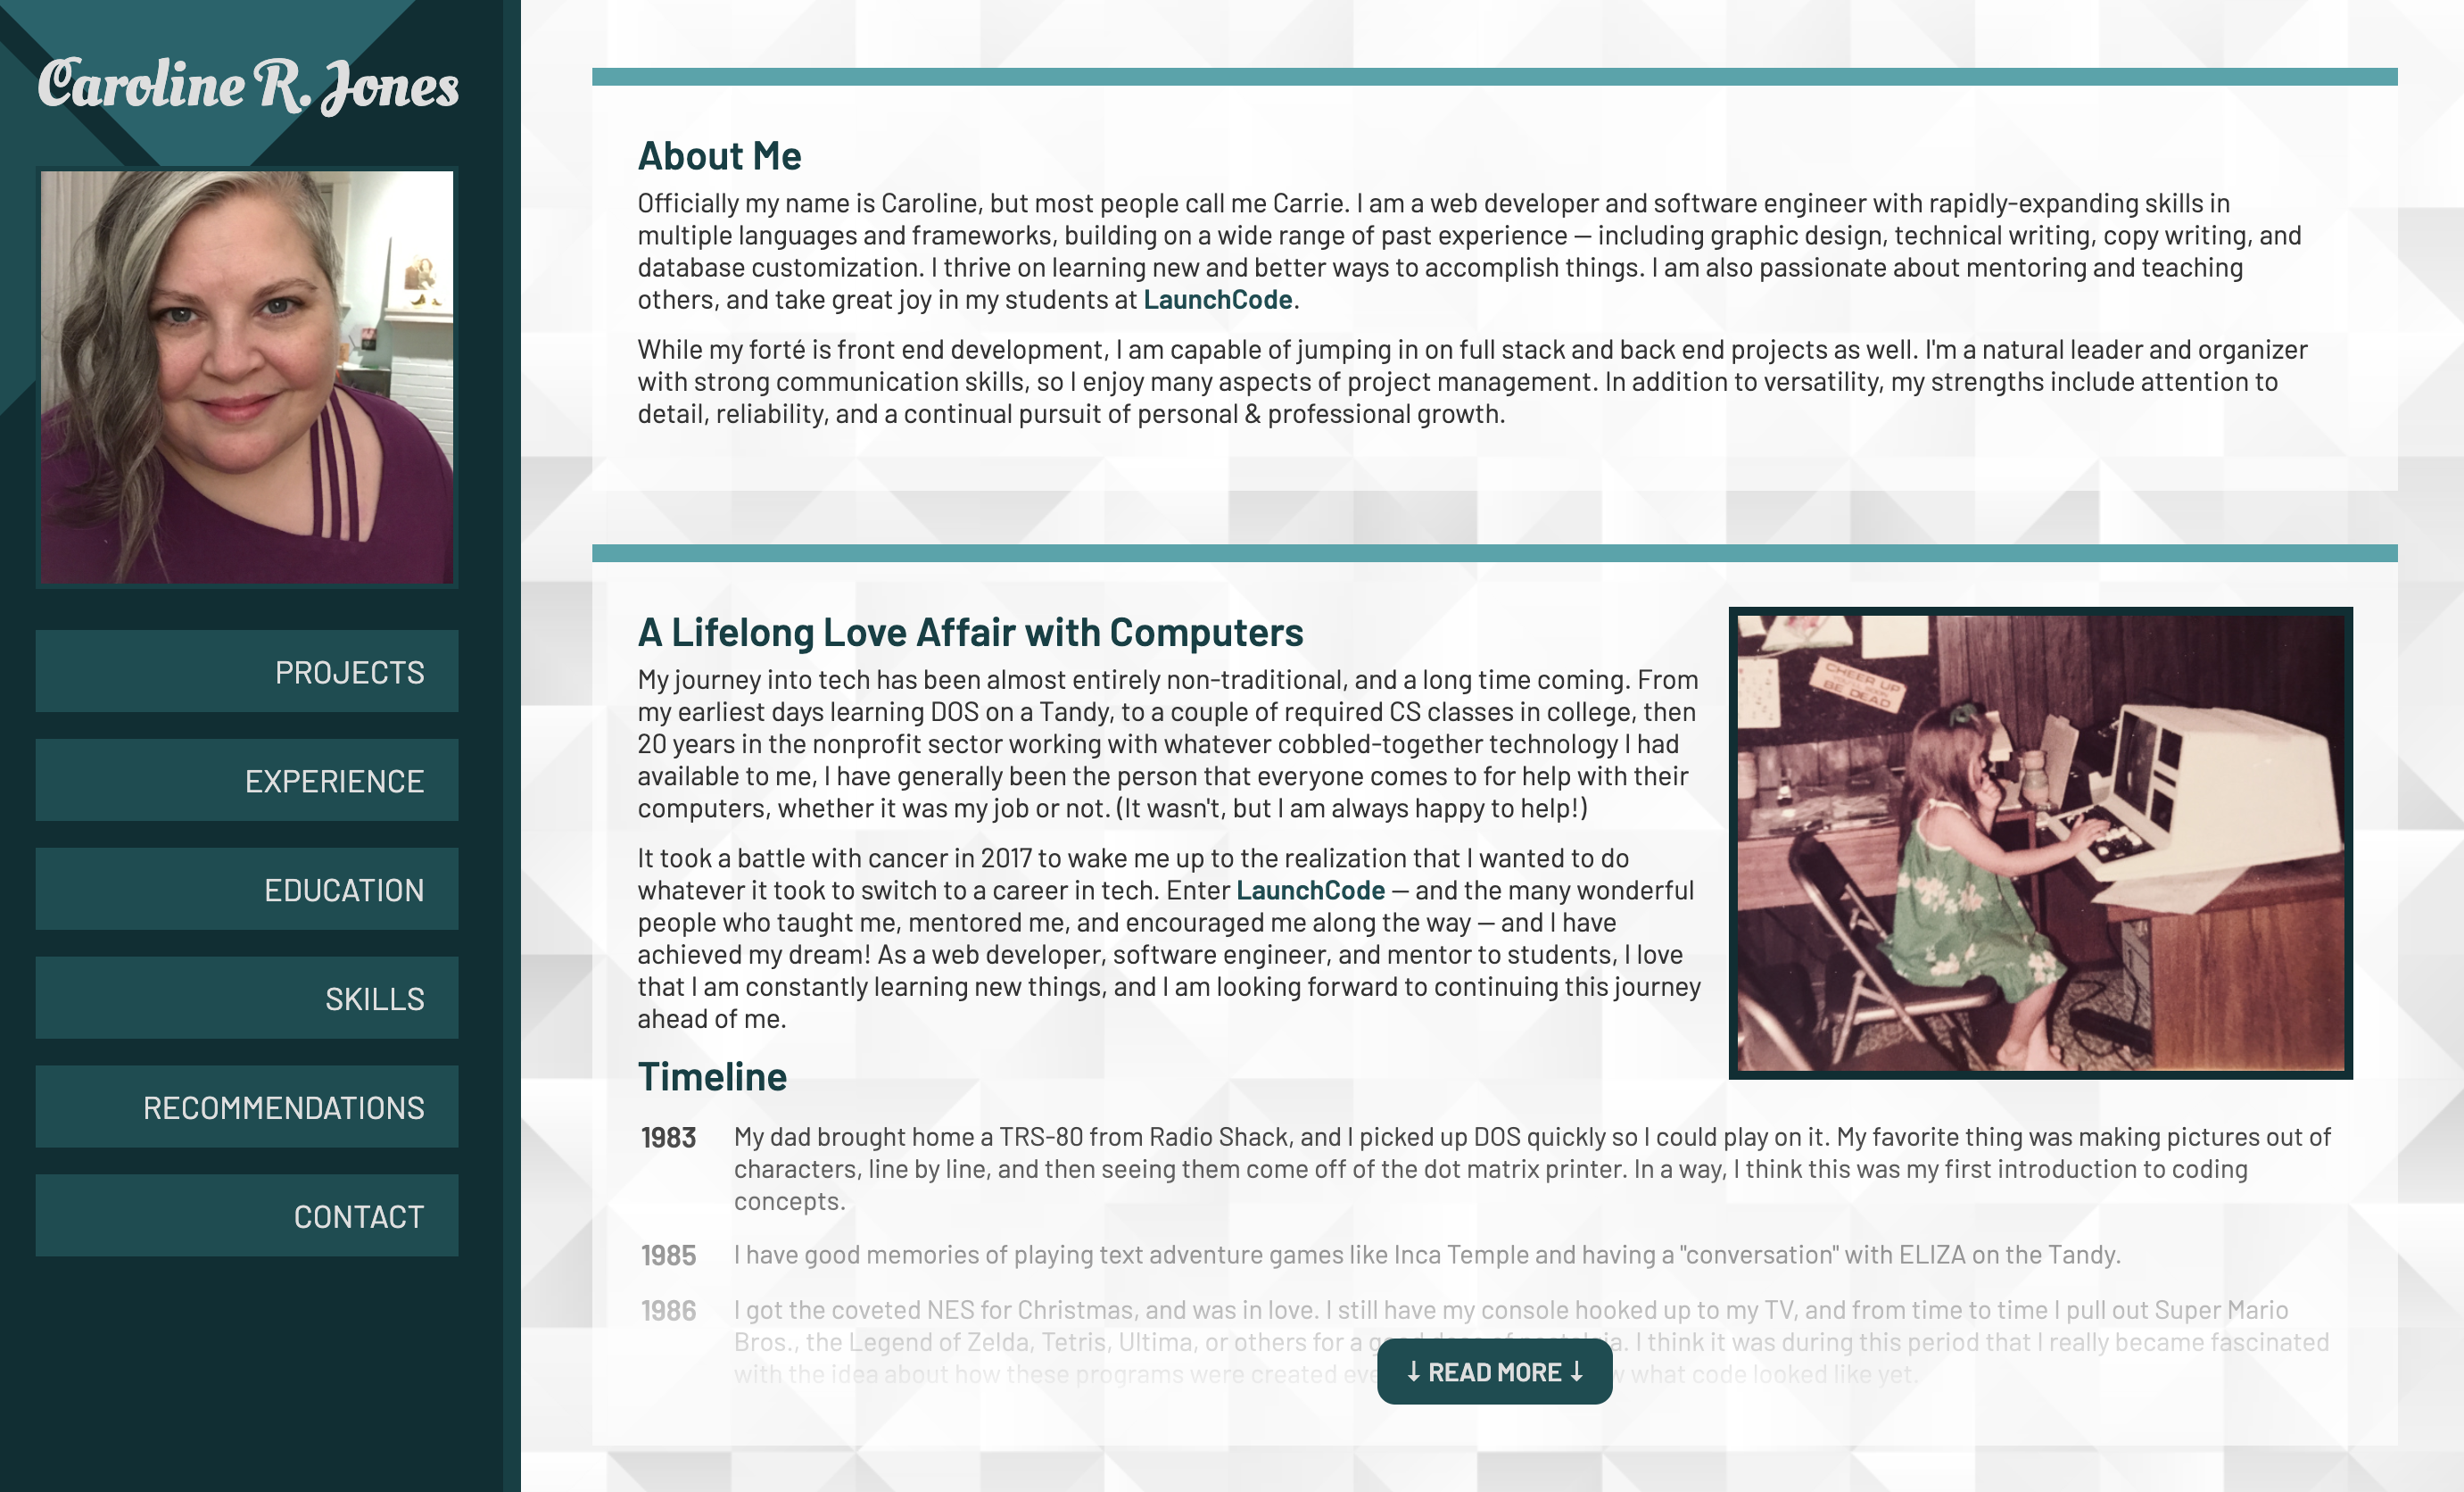 Caroline R. Jones
PROJECTS
EXPERIENCE
EDUCATION
SKILLS
RECOMMENDATIONS
CONTACT
About Me
Officially my name is Caroline, but most people call me Carrie. I am a web developer and software engineer with rapidly-expanding skills in
multiple languages and frameworks, building on a wide range of past experience — including graphic design, technical writing, copy writing, and
database customization. I thrive on learning new and better ways to accomplish things. I am also passionate about mentoring and teaching
others, and take great joy in my students at LaunchCode.
While my forté is front end development, I am capable of jumping in on full stack and back end projects as well. I'm a natural leader and organizer
with strong communication skills, so I enjoy many aspects of project management. In addition to versatility, my strengths include attention to
detail, reliability, and a continual pursuit of personal & professional growth.
A Lifelong Love Affair with Computers
My journey into tech has been almost entirely non-traditional, and a long time coming. From
my earliest days learning DOS on a Tandy, to a couple of required CS classes in college, then
20 years in the nonprofit sector working with whatever cobbled-together technology I had
available to me, I have generally been the person that everyone comes to for help with their
computers, whether it was my job or not. (It wasn't, but I am always happy to help!)
It took a battle with cancer in 2017 to wake me up to the realization that I wanted to do
whatever it took to switch to a career in tech. Enter LaunchCode — and the many wonderful
people who taught me, mentored me, and encouraged me along the way — and I have
achieved my dream! As a web developer, software engineer, and mentor to students, I love
that I am constantly learning new things, and I am looking forward to continuing this journey
ahead of me.
CHEER UP
BE DEAD
Timeline
1983 My dad brought home a TRS-80 from Radio Shack, and I picked up DOS quickly so I could play on it. My favorite thing was making pictures out of
characters, line by line, and then seeing them come off of the dot matrix printer. In a way, I think this was my first introduction to coding
concepts.
1985 I have good memories of playing text adventure games like Inca Temple and having a "conversation" with ELIZA on the Tandy.
1986 I got the coveted NES for Christmas, and was in love. I still have my console hooked up to my TV, and from time to time I pull out Super Mario
Bros., the Legend of Zelda, Tetris, Ultima, or others for a I think it was during this period that I really became fascinated
with the idea about how these programs were created what code looked like yet.
↓ READ MORE ↓